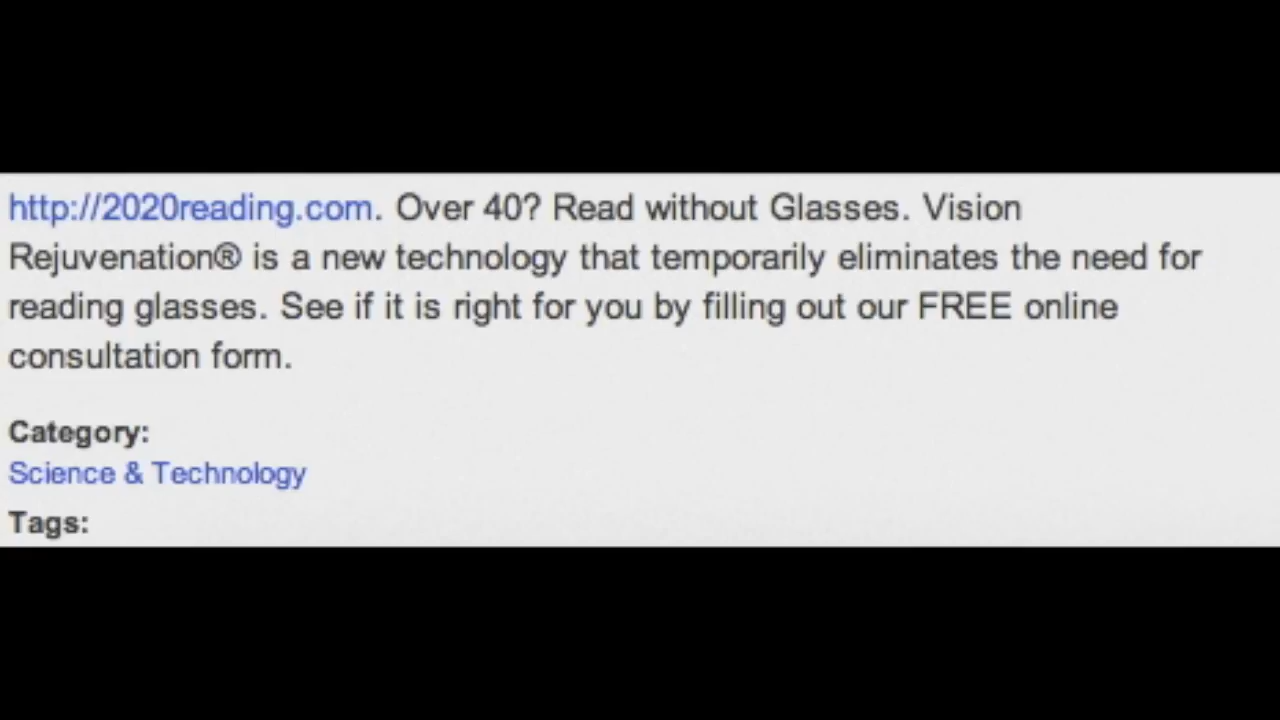 http://2020reading.com. Over 40? Read without Glasses. Vision
Rejuvenation® is a new technology that temporarily eliminates the need for
reading glasses. See if it is right for you by filling out our FREE online
consultation form.
Category:
Science & Technology
Tags: